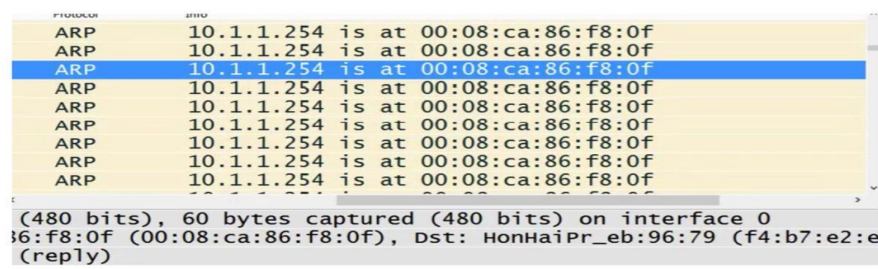 Protocol Info
ARP 10.1.1.254 is at 00:08:ca:86:f8:0f
ARP 10.1.1.254 is at 00:08:ca:86:f8:0f
ARP 10.1.1.254 is at 00:08:ca:86:f8:0f
ARP 10.1.1.254 is at 00:08:ca:86:f8:0f
ARP 10.1.1.254 is at 00:08:ca:86:f8:0f
ARP 10.1.1.254 is at 00:08:ca:86:f8:0f
ARP 10.1.1.254 is at 00:08:ca:86:f8:0f
ARP 10.1.1.254 is at 00:08:ca:86:f8:0f
ARP 10.1.1.254 is at 00:08:ca:86:f8:0f
(480 bits), 60 bytes captured (480 bits) on interface 0
36:f8:0f (00:08:ca:86:f8:0f), Dst: HonHaiPr_eb:96:79 (f4:b7:e2:e
(reply)